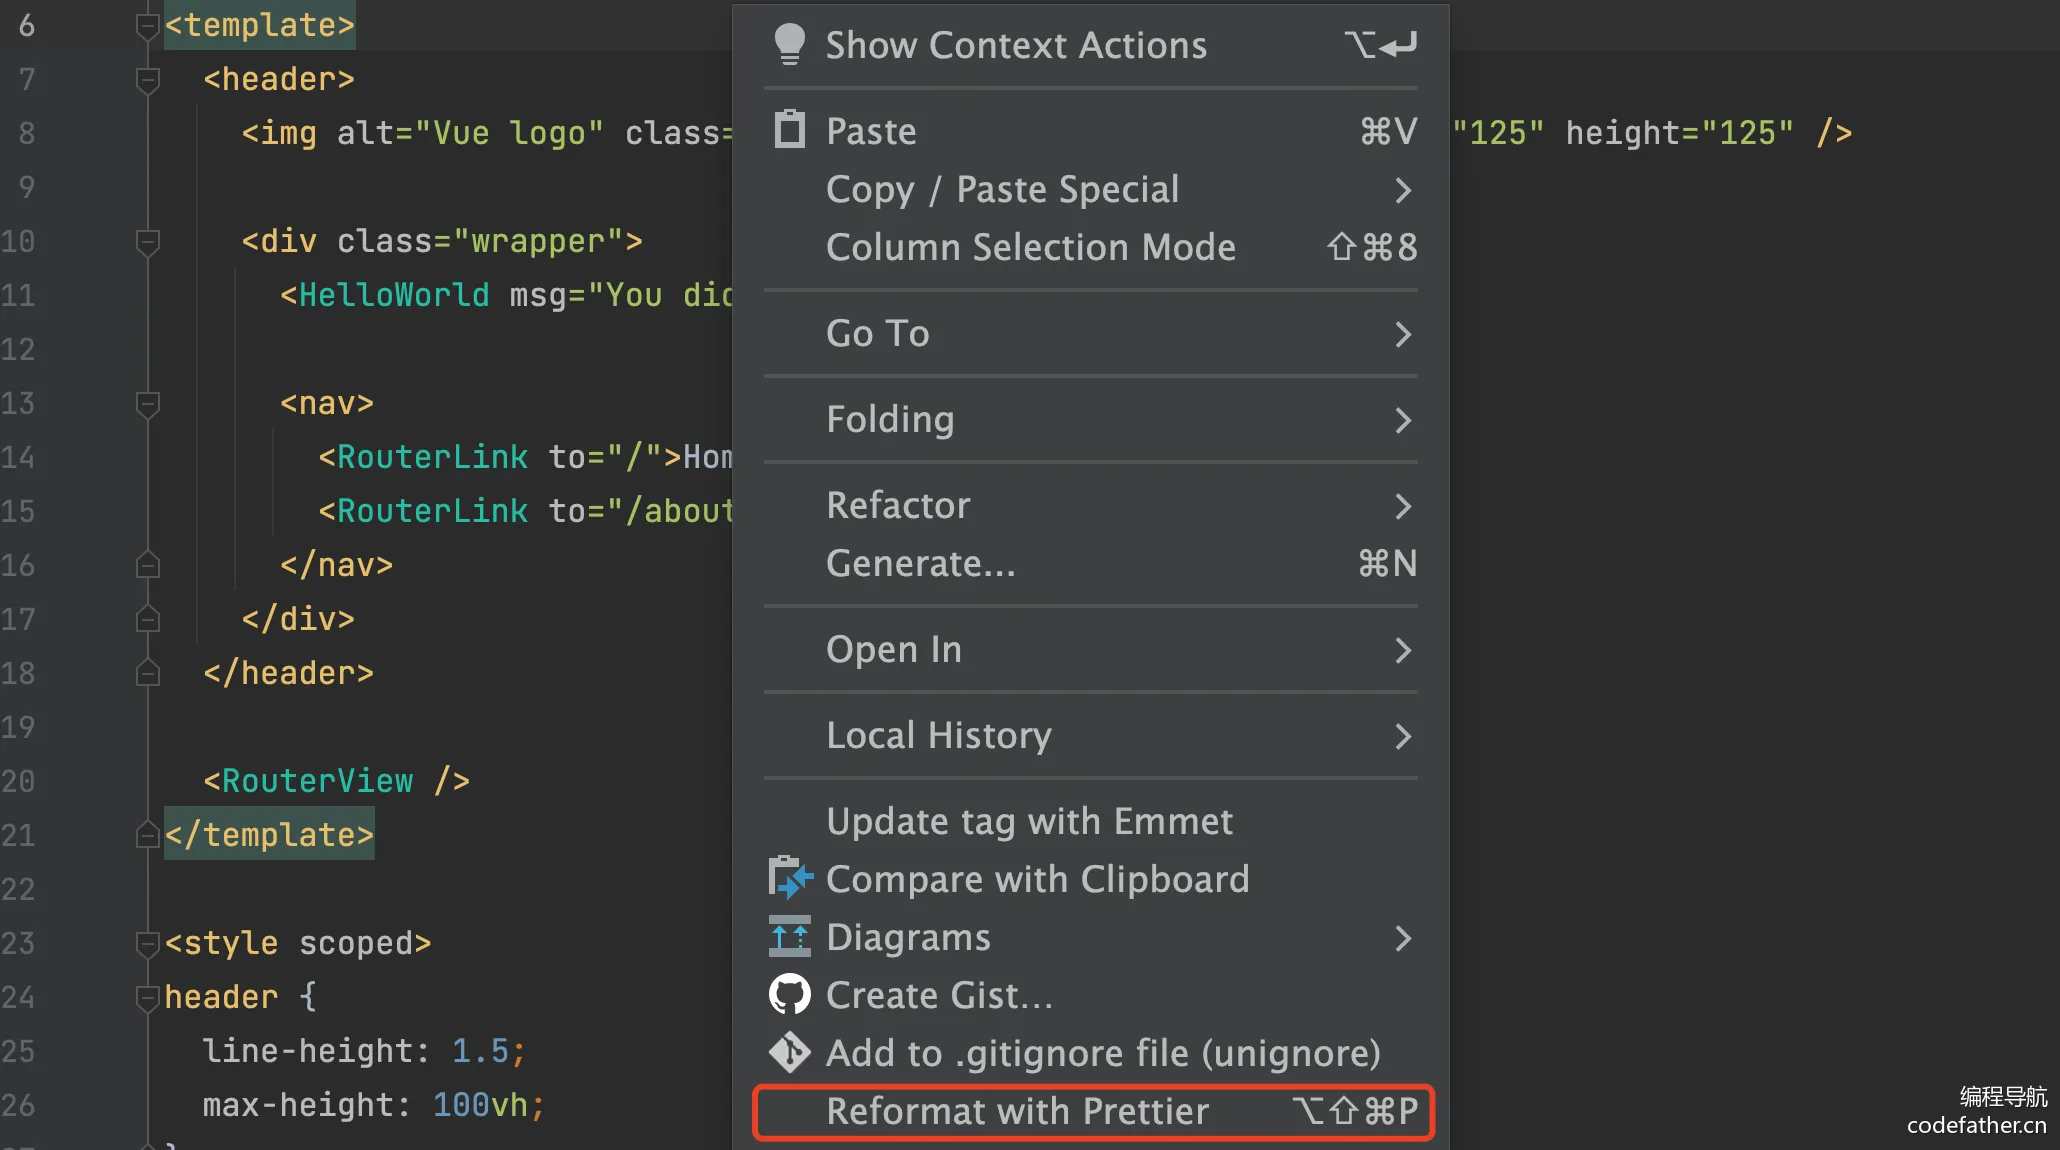 6 <template>
7 <header>
8 <img alt="Vue logo" class= "125" height="125" />
9
10 <div class="wrapper">
11 <HelloWorld msg="You did
12
13 <nav>
14 <RouterLink to="/">Hom
15 <RouterLink to="/about
16 </nav>
17 </div>
18 </header>
19
20 <RouterView />
21 </template>
22
23 <style scoped>
24 header {
25 line-height: 1.5;
26 max-height: 100vh;
Show Context Actions ⌥↵
Paste ⌘V
Copy / Paste Special
Column Selection Mode ⇧⌘8
Go To
Folding
Refactor
Generate... ⌘N
Open In
Local History
Update tag with Emmet
Compare with Clipboard
Diagrams
Create Gist...
Add to .gitignore file (unignore)
Reformat with Prettier ⌥⇧⌘P
编程导航
codefather.cn